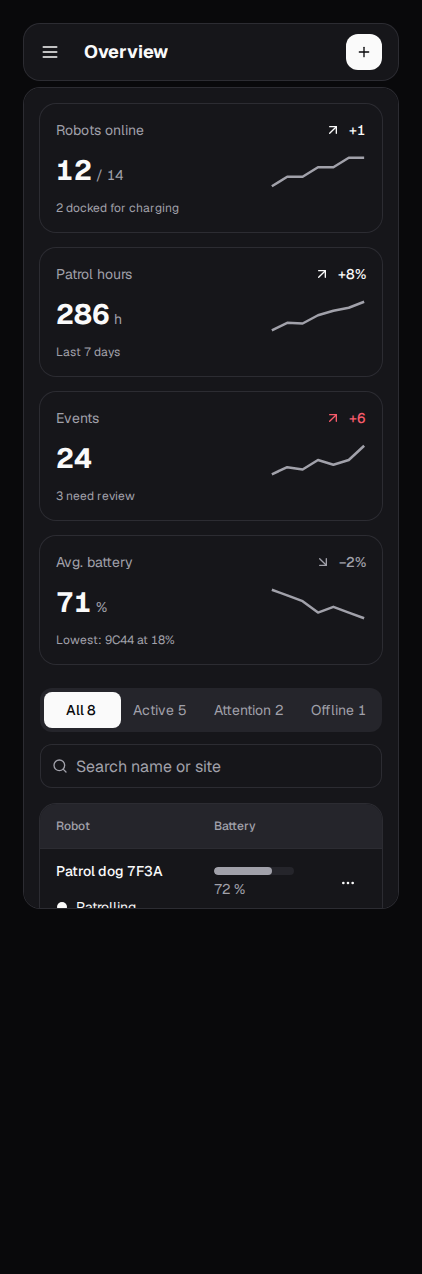 Overview
Robots online
+1
12 / 14
2 docked for charging
Patrol hours
+8%
286 h
Last 7 days
Events
+6
24
3 need review
Avg. battery
−2%
71 %
Lowest: 9C44 at 18%
All 8 Active 5 Attention 2 Offline 1
Search name or site
Robot Battery
Patrol dog 7F3A
72 %
Patrolling